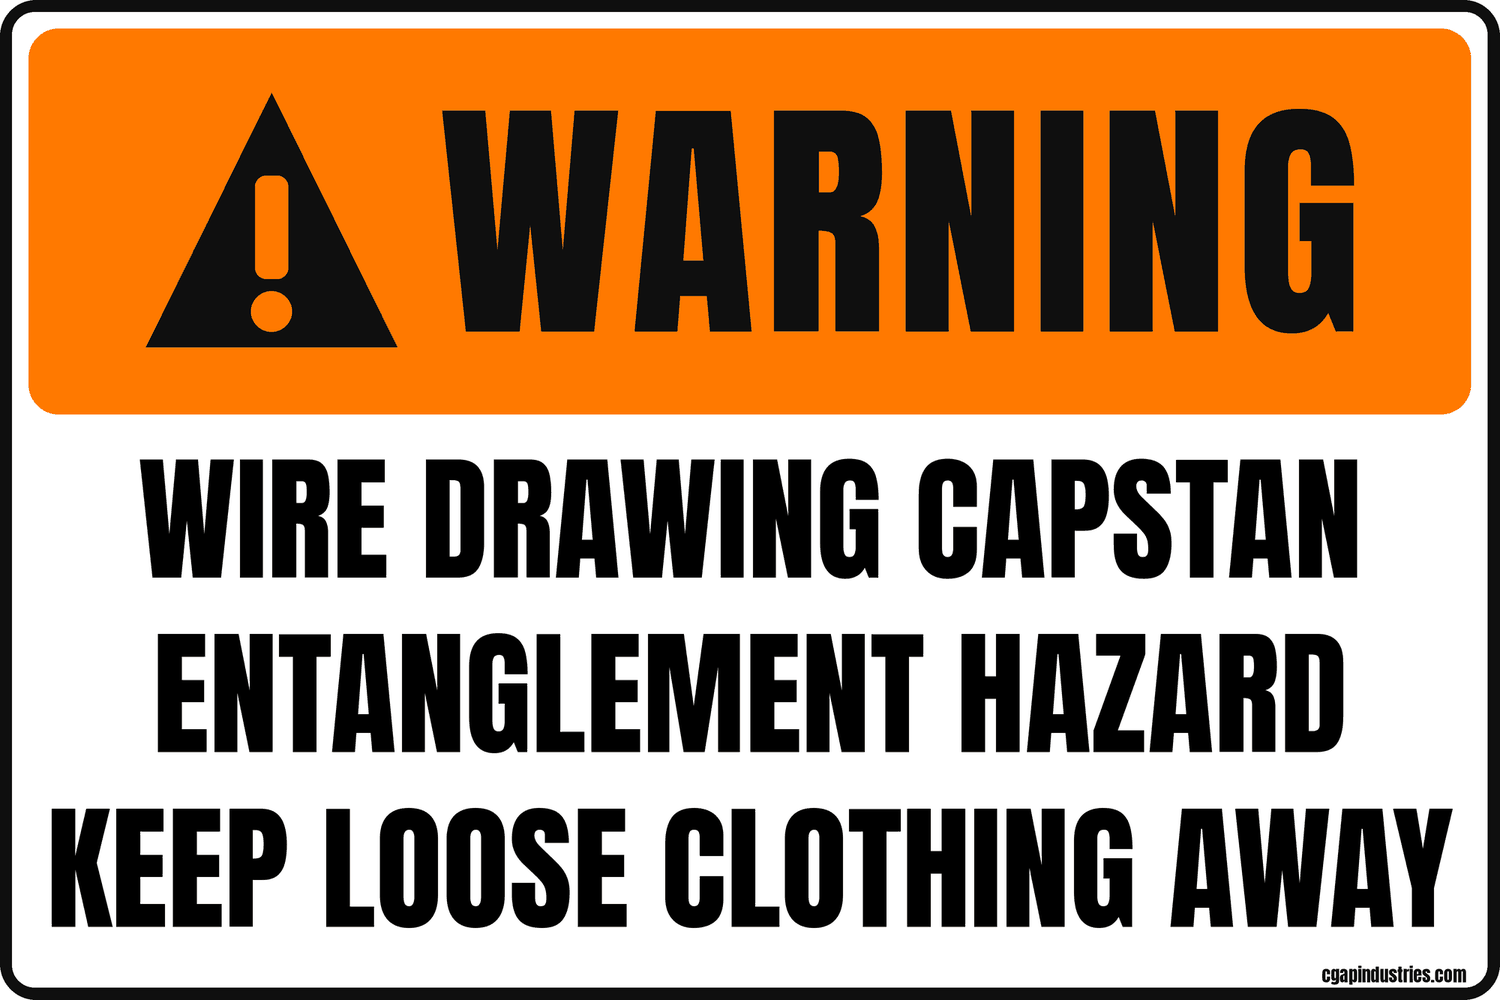 WARNING
WIRE DRAWING CAPSTAN
ENTANGLEMENT HAZARD
KEEP LOOSE CLOTHING AWAY
cgapindustries.com